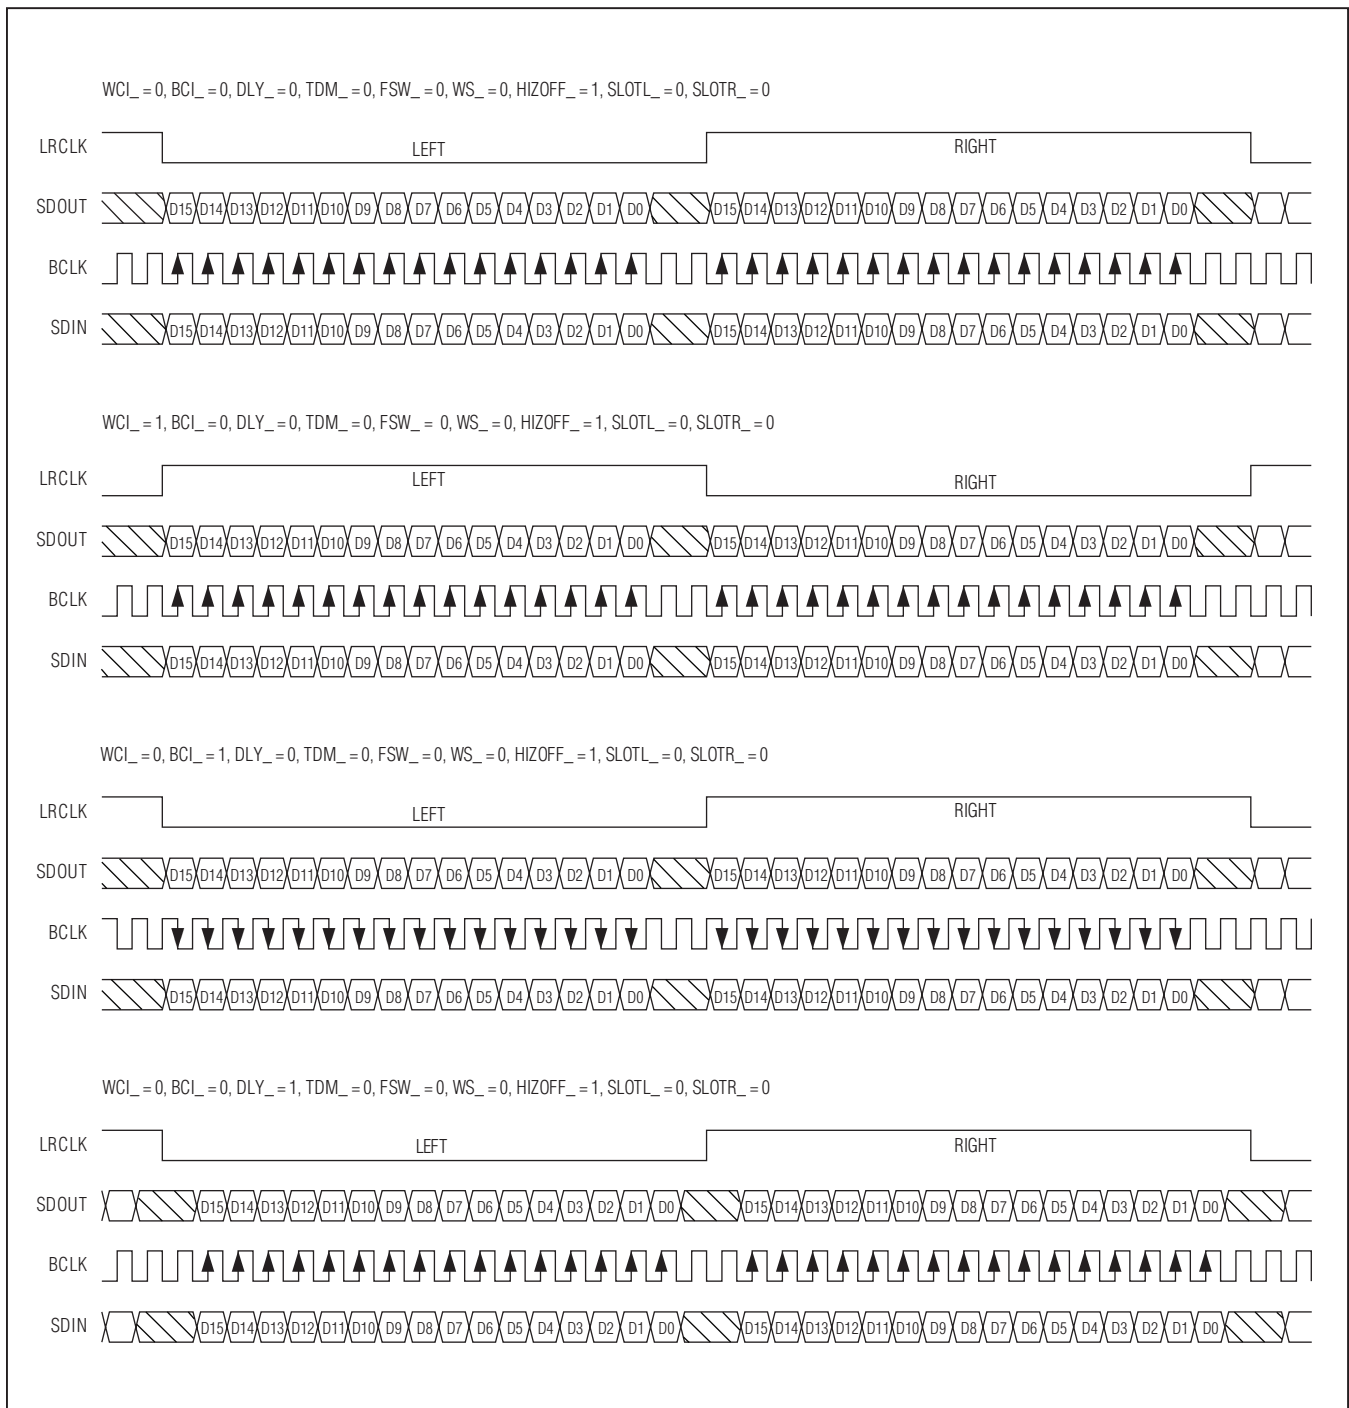 WCI_ = 0, BCI_ = 0, DLY_ = 0, TDM_ = 0, FSW_ = 0, WS_ = 0, HIZOFF_ = 1, SLOTL_ = 0, SLOTR_ = 0
LRCLK LEFT RIGHT
SDOUT D15 D14 D13 D12 D11 D10 D9 D8 D7 D6 D5 D4 D3 D2 D1 D0 D15 D14 D13 D12 D11 D10 D9 D8 D7 D6 D5 D4 D3 D2 D1 D0
BCLK
SDIN D15 D14 D13 D12 D11 D10 D9 D8 D7 D6 D5 D4 D3 D2 D1 D0 D15 D14 D13 D12 D11 D10 D9 D8 D7 D6 D5 D4 D3 D2 D1 D0
WCI_ = 1, BCI_ = 0, DLY_ = 0, TDM_ = 0, FSW_ = 0, WS_ = 0, HIZOFF_ = 1, SLOTL_ = 0, SLOTR_ = 0
LRCLK LEFT RIGHT
SDOUT D15 D14 D13 D12 D11 D10 D9 D8 D7 D6 D5 D4 D3 D2 D1 D0 D15 D14 D13 D12 D11 D10 D9 D8 D7 D6 D5 D4 D3 D2 D1 D0
BCLK
SDIN D15 D14 D13 D12 D11 D10 D9 D8 D7 D6 D5 D4 D3 D2 D1 D0 D15 D14 D13 D12 D11 D10 D9 D8 D7 D6 D5 D4 D3 D2 D1 D0
WCI_ = 0, BCI_ = 1, DLY_ = 0, TDM_ = 0, FSW_ = 0, WS_ = 0, HIZOFF_ = 1, SLOTL_ = 0, SLOTR_ = 0
LRCLK LEFT RIGHT
SDOUT D15 D14 D13 D12 D11 D10 D9 D8 D7 D6 D5 D4 D3 D2 D1 D0 D15 D14 D13 D12 D11 D10 D9 D8 D7 D6 D5 D4 D3 D2 D1 D0
BCLK
SDIN D15 D14 D13 D12 D11 D10 D9 D8 D7 D6 D5 D4 D3 D2 D1 D0 D15 D14 D13 D12 D11 D10 D9 D8 D7 D6 D5 D4 D3 D2 D1 D0
WCI_ = 0, BCI_ = 0, DLY_ = 1, TDM_ = 0, FSW_ = 0, WS_ = 0, HIZOFF_ = 1, SLOTL_ = 0, SLOTR_ = 0
LRCLK LEFT RIGHT
SDOUT D15 D14 D13 D12 D11 D10 D9 D8 D7 D6 D5 D4 D3 D2 D1 D0 D15 D14 D13 D12 D11 D10 D9 D8 D7 D6 D5 D4 D3 D2 D1 D0
BCLK
SDIN D15 D14 D13 D12 D11 D10 D9 D8 D7 D6 D5 D4 D3 D2 D1 D0 D15 D14 D13 D12 D11 D10 D9 D8 D7 D6 D5 D4 D3 D2 D1 D0